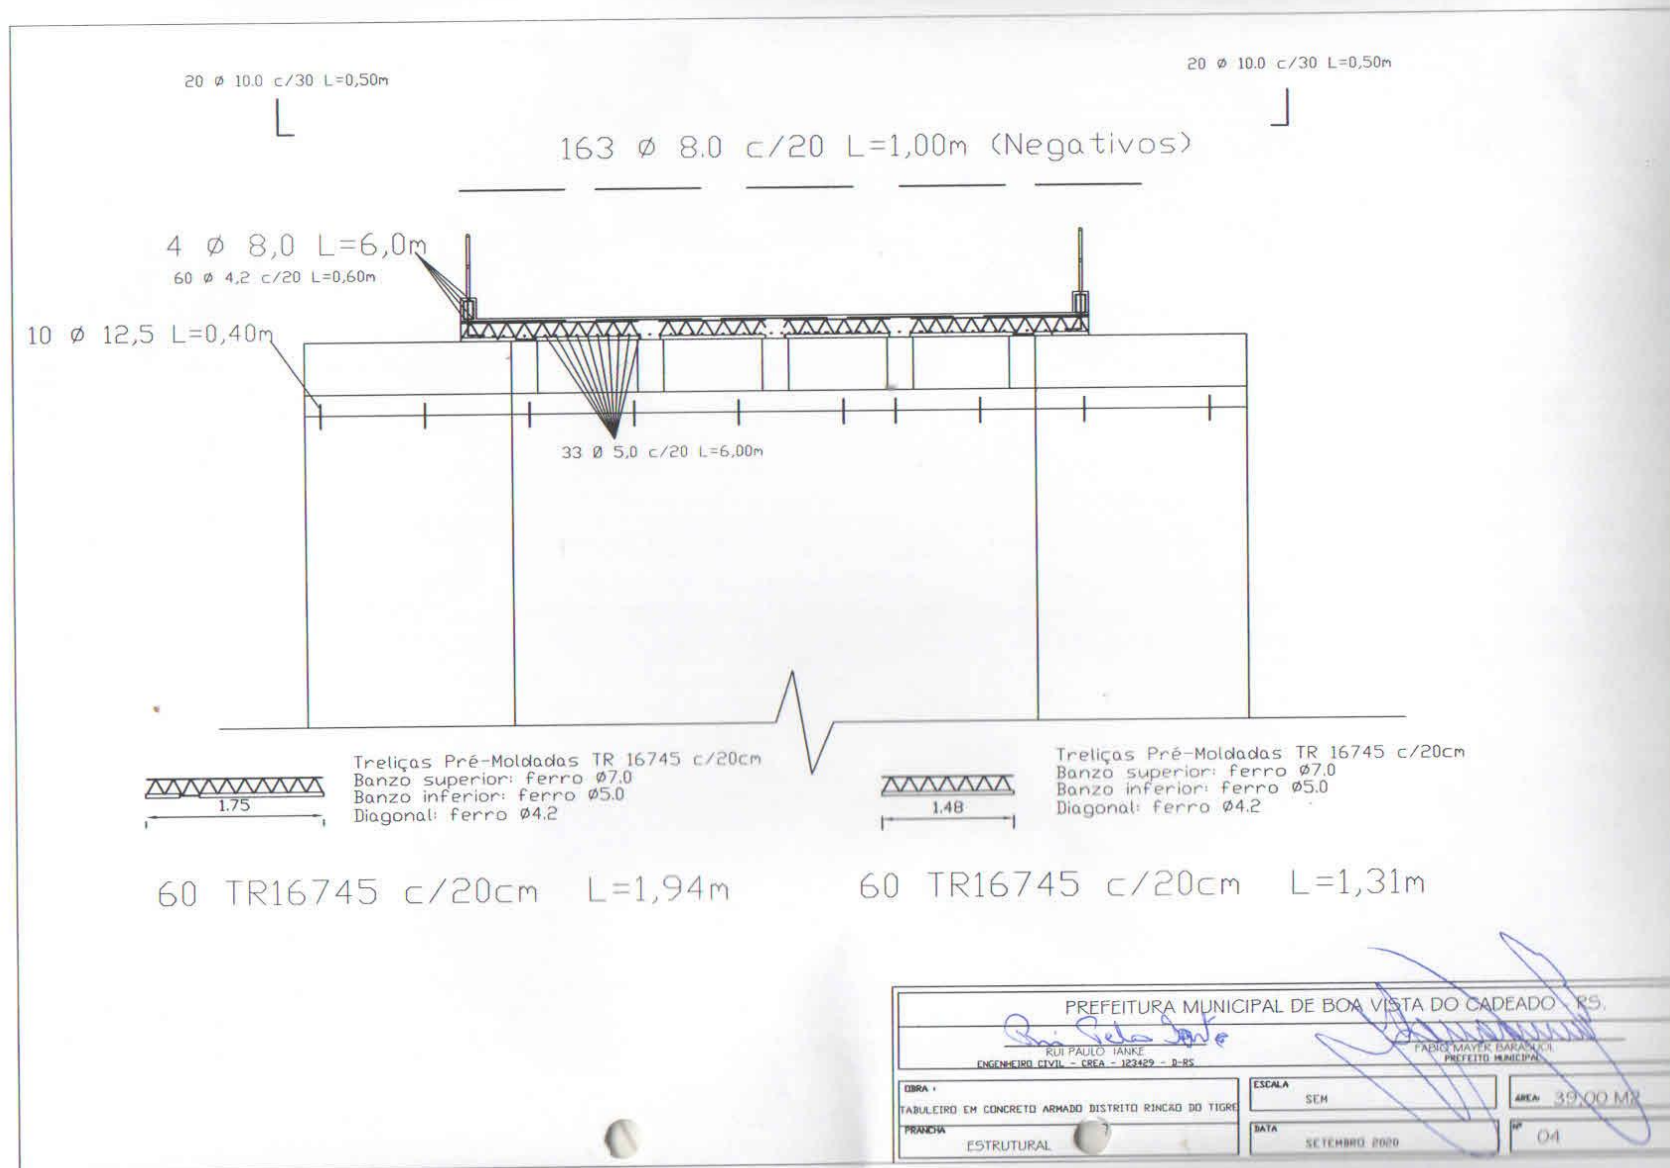 20 ø 10.0 c/30 L=0,50m
20 ø 10.0 c/30 L=0,50m
163 ø 8.0 c/20 L=1,00m (Negativos)
4 ø 8,0 L=6,0m
60 ø 4,2 c/20 L=0,60m
10 ø 12,5 L=0,40m
33 Ø 5,0 c/20 L=6,00m
Treliças Pré-Moldadas TR 16745 c/20cm
Banzo superior: ferro Ø7.0
Banzo inferior: ferro Ø5.0
Diagonal: ferro Ø4.2
1.75
Treliças Pré-Moldadas TR 16745 c/20cm
Banzo superior: ferro Ø7.0
Banzo inferior: ferro Ø5.0
Diagonal: ferro Ø4.2
1.48
60 TR16745 c/20cm L=1,94m
60 TR16745 c/20cm L=1,31m
PREFEITURA MUNICIPAL DE BOA VISTA DO CADEADO - RS.
RUI PAULO IANKE
ENGENHEIRO CIVIL - CREA - 123429 - D-RS
FABIO MAYER BARASUOL
PREFEITO MUNICIPAL
OBRA :
TABULEIRO EM CONCRETO ARMADO DISTRITO RINCAO DO TIGRE
ESCALA
SEM
AREA: 39,00 M2
PRANCHA
ESTRUTURAL
DATA
SETEMBRO 2020
Nº 04